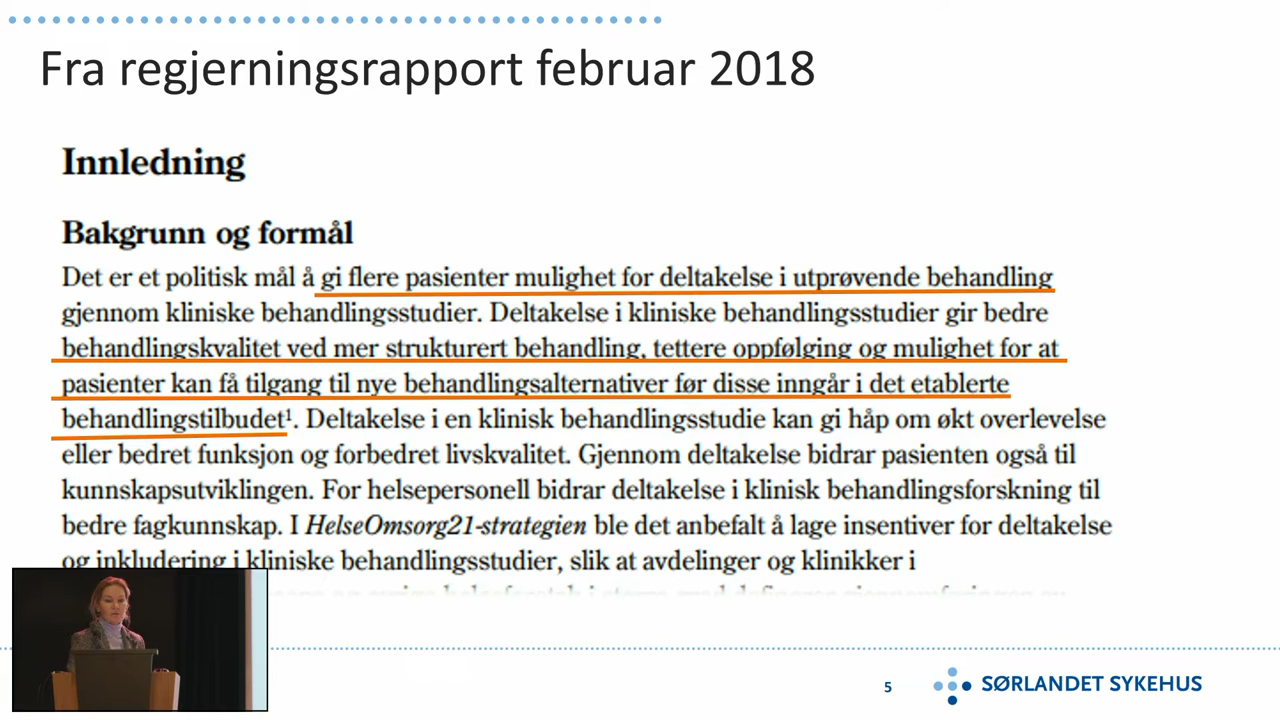 Fra regjerningsrapport februar 2018
Innledning
Bakgrunn og formål
Det er et politisk mål å gi flere pasienter mulighet for deltakelse i utprøvende behandling
gjennom kliniske behandlingsstudier. Deltakelse i kliniske behandlingsstudier gir bedre
behandlingskvalitet ved mer strukturert behandling, tettere oppfølging og mulighet for at
pasienter kan få tilgang til nye behandlingsalternativer før disse inngår i det etablerte
behandlingstilbudet¹. Deltakelse i en klinisk behandlingsstudie kan gi håp om økt overlevelse
eller bedret funksjon og forbedret livskvalitet. Gjennom deltakelse bidrar pasienten også til
kunnskapsutviklingen. For helsepersonell bidrar deltakelse i klinisk behandlingsforskning til
bedre fagkunnskap. I HelseOmsorg21-strategien ble det anbefalt å lage insentiver for deltakelse
og inkludering i kliniske behandlingsstudier, slik at avdelinger og klinikker i
5
SØRLANDET SYKEHUS